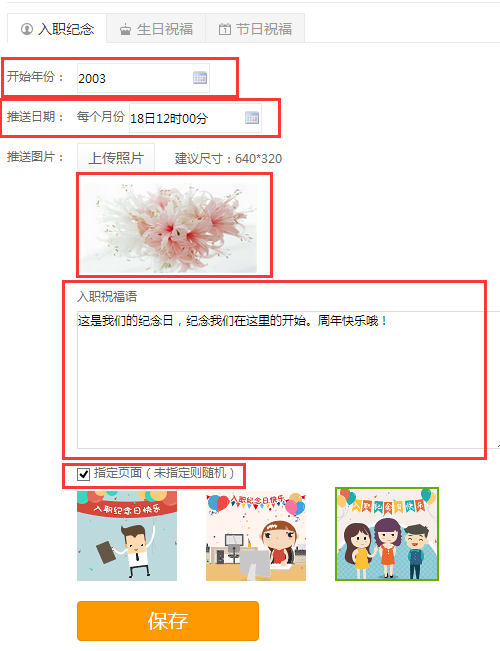 入职纪念 生日祝福 节日祝福
开始年份： 2003
推送日期： 每个月份 18日12时00分
推送图片： 上传照片 建议尺寸：640*320
入职祝福语
这是我们的纪念日，纪念我们在这里的开始。周年快乐哦！
指定页面（未指定则随机）
入职纪念日快乐 入职纪念日快乐 入职纪念日快乐
保存